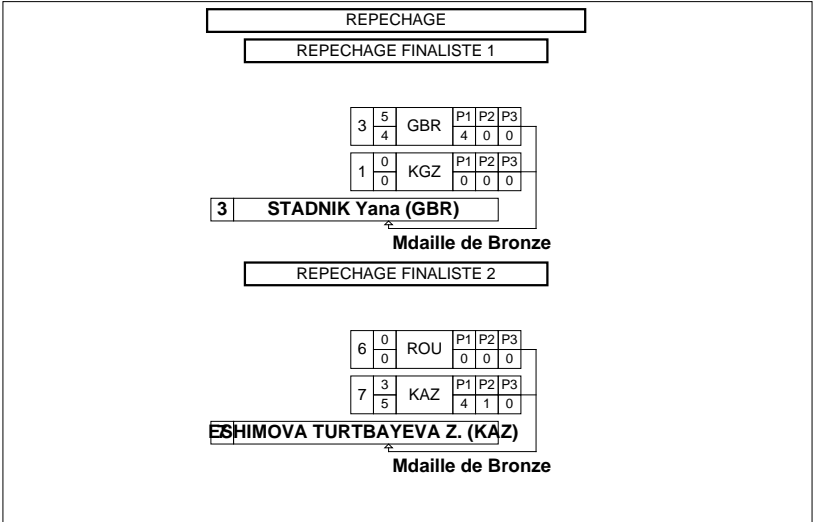 REPECHAGE
REPECHAGE FINALISTE 1
3 5 4 GBR P1 P2 P3 4 0 0
1 0 0 KGZ P1 P2 P3 0 0 0
3 STADNIK Yana (GBR)
Mdaille de Bronze
REPECHAGE FINALISTE 2
6 0 0 ROU P1 P2 P3 0 0 0
7 3 5 KAZ P1 P2 P3 4 1 0
7 ESHIMOVA TURTBAYEVA Z. (KAZ)
Mdaille de Bronze